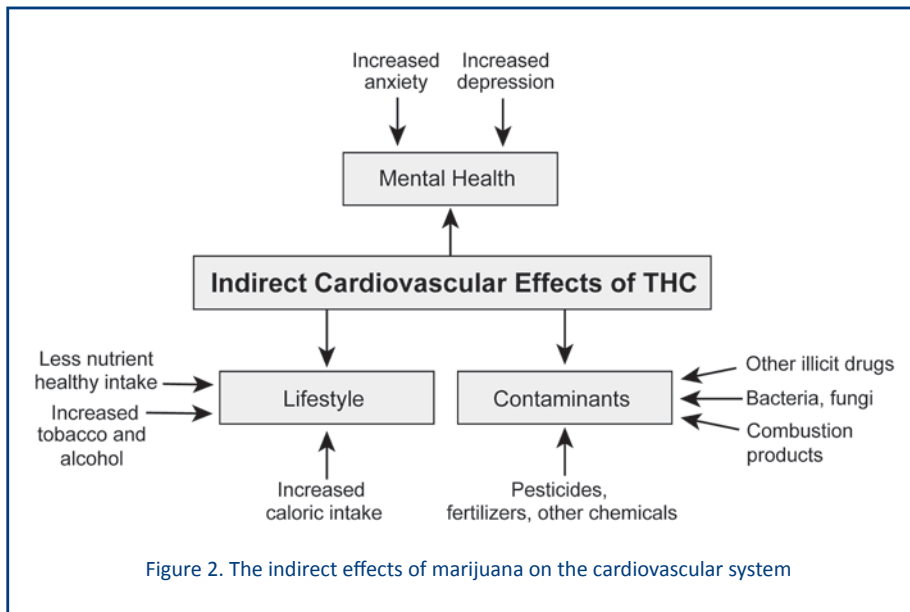 Increased
anxiety
Increased
depression
Mental Health
Indirect Cardiovascular Effects of THC
Less nutrient
healthy intake
Increased
tobacco and
alcohol
Lifestyle
Increased
caloric intake
Contaminants
Other illicit drugs
Bacteria, fungi
Combustion
products
Pesticides,
fertilizers, other chemicals
Figure 2. The indirect effects of marijuana on the cardiovascular system